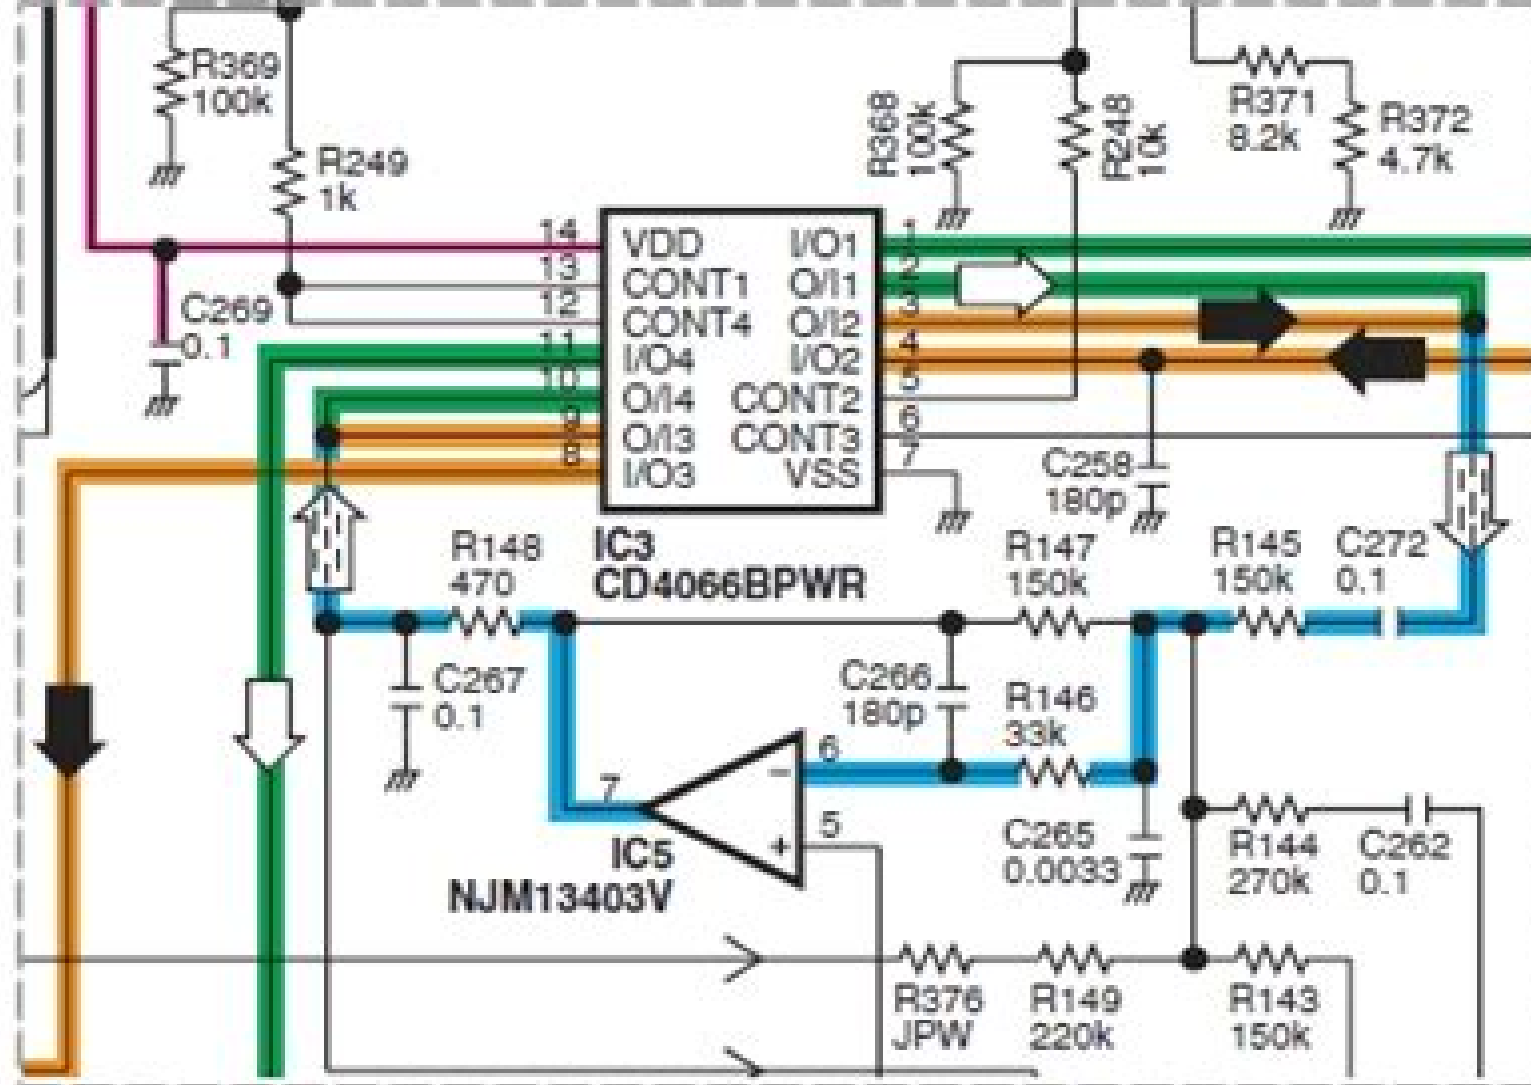 R369
100k
R249
1k
C269
0.1
R368
100k
R248
10k
R371
8.2k
R372
4.7k
14
13
12
11
10
9
8
VDD
CONT1
CONT4
I/O4
O/I4
O/I3
I/O3
I/O1
O/I1
O/I2
I/O2
CONT2
CONT3
VSS
1
2
3
4
5
6
7
IC3
CD4066BPWR
C258
180p
R148
470
R147
150k
R145
150k
C272
0.1
C267
0.1
C266
180p
R146
33k
6
−
7
5
+
IC5
NJM13403V
C265
0.0033
R144
270k
C262
0.1
R376
JPW
R149
220k
R143
150k